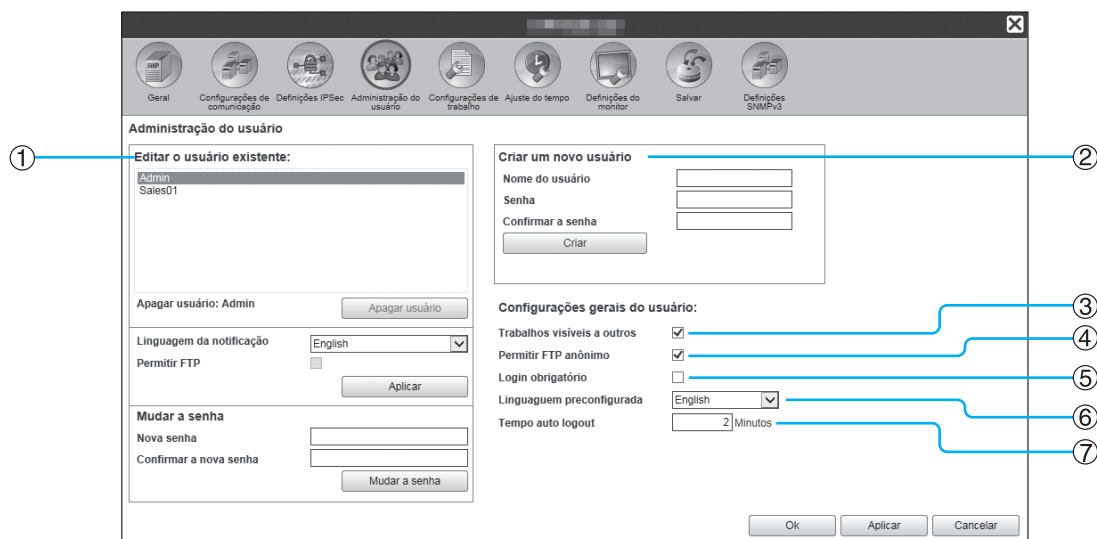 RIP
Geral
Configurações de comunicação
Definições IPSec
Administração do usuário
Configurações de trabalho
Ajuste do tempo
Definições do monitor
Salvar
Definições SNMPv3
Administração do usuário
① Editar o usuário existente:
Admin
Sales01
Apagar usuário: Admin
Apagar usuário
Linguagem da notificação English
Permitir FTP
Aplicar
Mudar a senha
Nova senha
Confirmar a nova senha
Mudar a senha
Criar um novo usuário ②
Nome do usuário
Senha
Confirmar a senha
Criar
Configurações gerais do usuário:
Trabalhos visíveis a outros ③
Permitir FTP anônimo ④
Login obrigatório ⑤
Linguaguem preconfigurada English ⑥
Tempo auto logout 2 Minutos ⑦
Ok
Aplicar
Cancelar